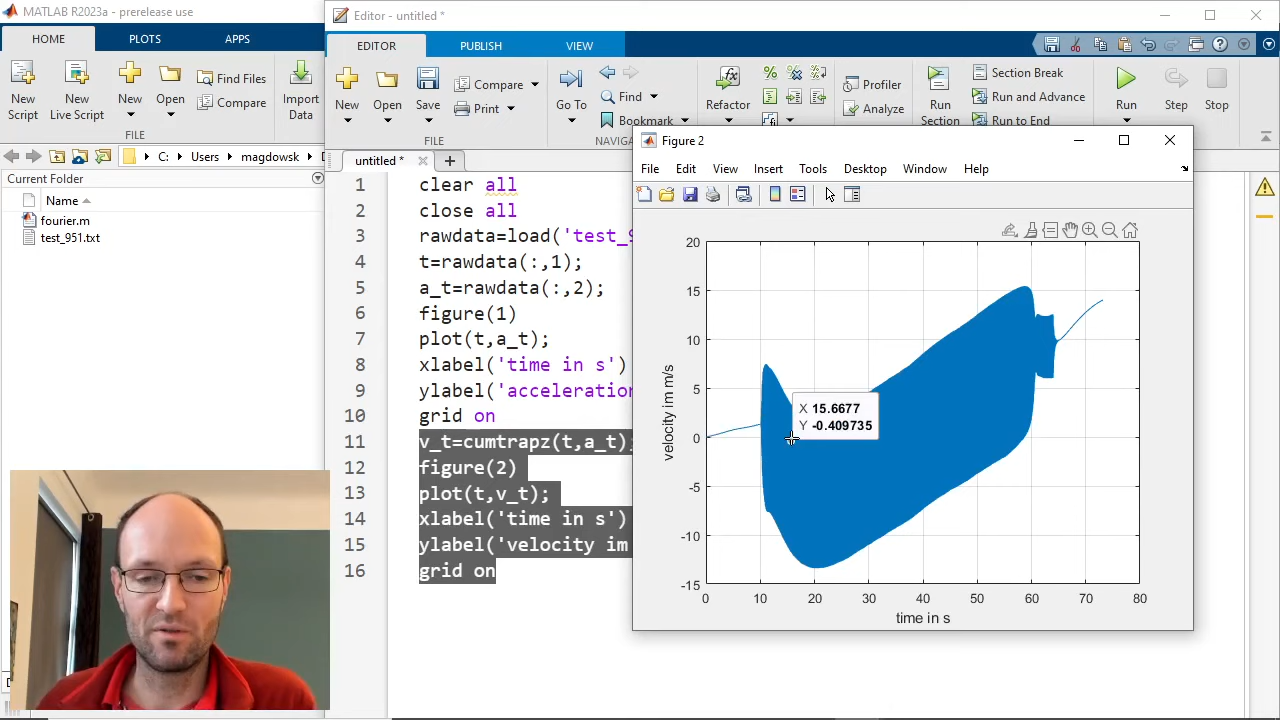 MATLAB R2023a - prerelease use
HOME PLOTS APPS
New Script
New Live Script
New
Open
Find Files
Compare
Import Data
FILE
C: Users magdowsk
Current Folder
Name
fourier.m
test_951.txt
Editor - untitled *
EDITOR PUBLISH VIEW
New
Open
Save
Compare
Print
FILE
Go To
Find
Bookmark
NAVIG
Refactor
Profiler
Analyze
Run Section
Section Break
Run and Advance
Run to End
Run
Step
Stop
untitled *
1 clear all
2 close all
3 rawdata=load('test_9
4 t=rawdata(:,1);
5 a_t=rawdata(:,2);
6 figure(1)
7 plot(t,a_t);
8 xlabel('time in s')
9 ylabel('acceleration
10 grid on
11 v_t=cumtrapz(t,a_t);
12 figure(2)
13 plot(t,v_t);
14 xlabel('time in s')
15 ylabel('velocity im
16 grid on
Figure 2
File Edit View Insert Tools Desktop Window Help
20
15
10
5
0
-5
-10
-15
velocity im m/s
X 15.6677
Y -0.409735
0 10 20 30 40 50 60 70 80
time in s